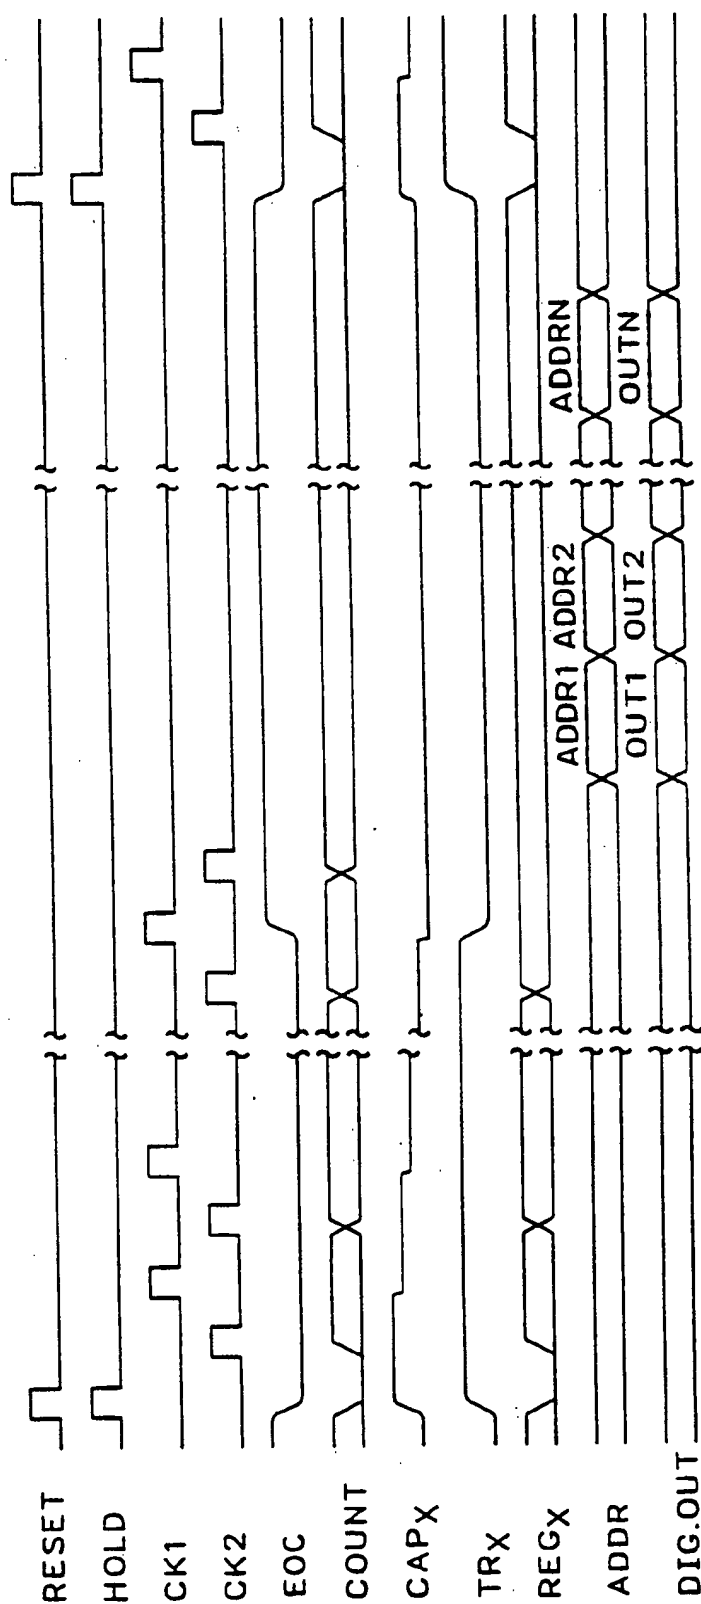 RESET
HOLD
CK1
CK2
EOC
COUNT
CAPX
TRX
REGX
ADDR
ADDR1 ADDR2 ADDRN
DIG.OUT
OUT1 OUT2 OUTN